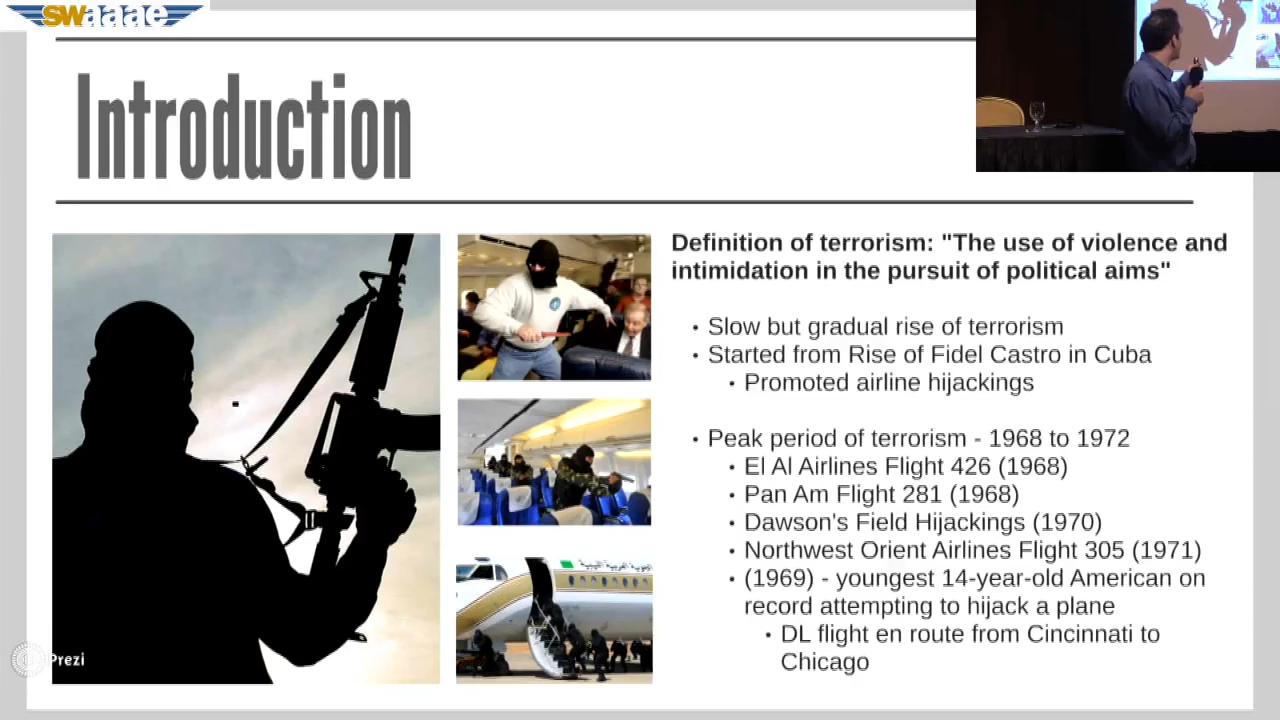 swaaae
Introduction
Definition of terrorism: "The use of violence and
intimidation in the pursuit of political aims"
• Slow but gradual rise of terrorism
• Started from Rise of Fidel Castro in Cuba
• Promoted airline hijackings
• Peak period of terrorism - 1968 to 1972
• El Al Airlines Flight 426 (1968)
• Pan Am Flight 281 (1968)
• Dawson's Field Hijackings (1970)
• Northwest Orient Airlines Flight 305 (1971)
• (1969) - youngest 14-year-old American on
record attempting to hijack a plane
• DL flight en route from Cincinnati to
Chicago
Prezi